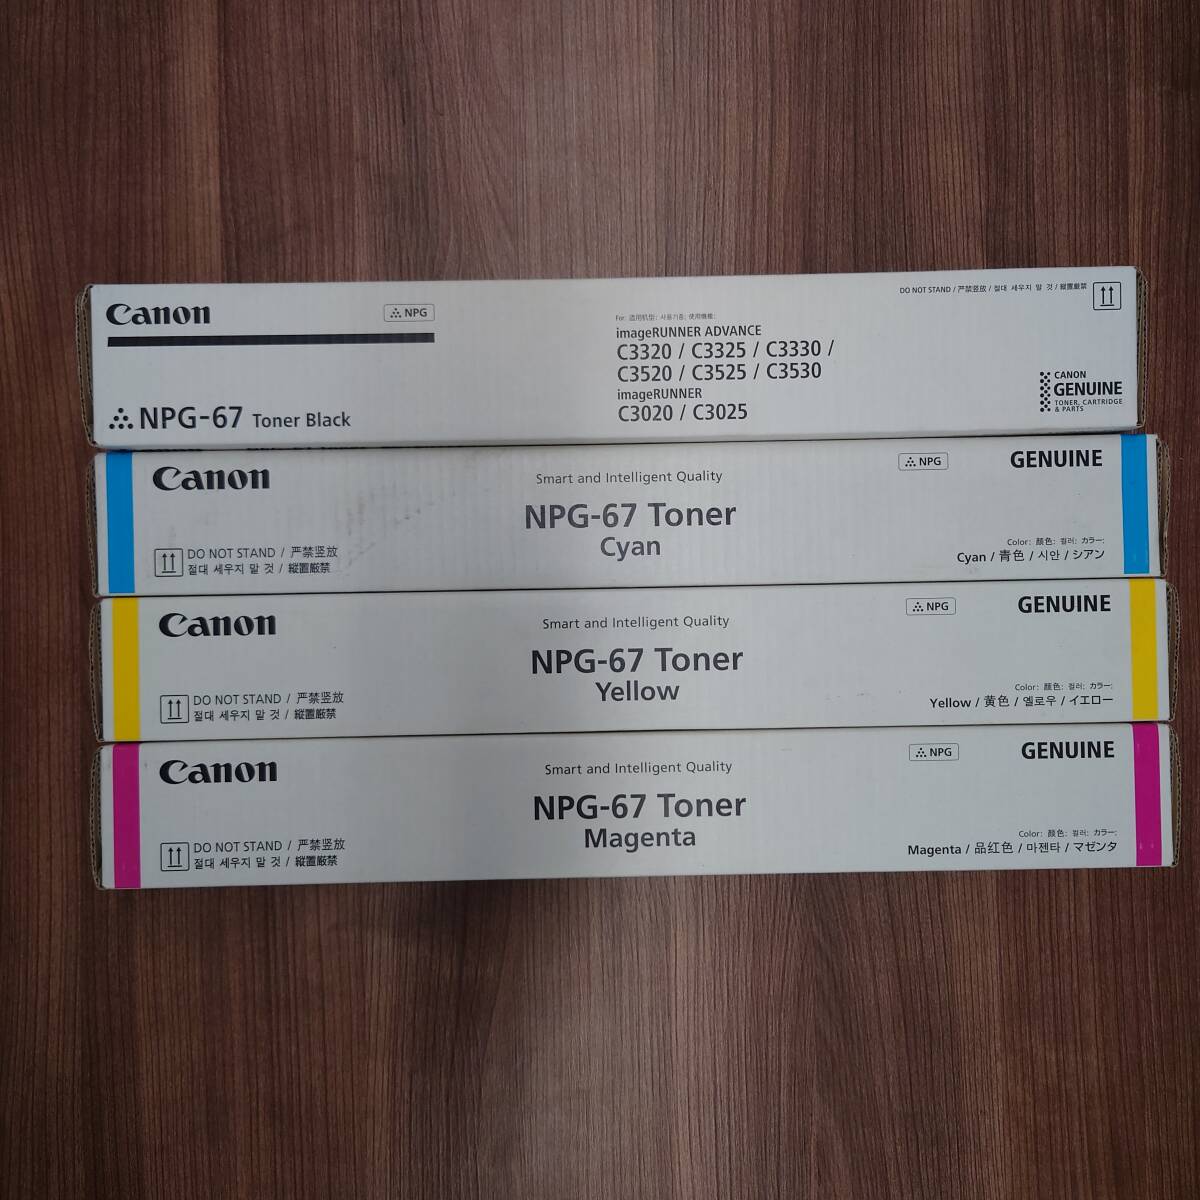 Canon
NPG
NPG-67 Toner Black
For: 适用机型: 사용기종: 使用機種:
imageRUNNER ADVANCE
C3320 / C3325 / C3330 /
C3520 / C3525 / C3530
imageRUNNER
C3020 / C3025
DO NOT STAND / 严禁竖放 / 절대 세우지 말 것 / 縦置厳禁
CANON
GENUINE
TONER, CARTRIDGE
& PARTS
Canon
Smart and Intelligent Quality
NPG
GENUINE
NPG-67 Toner
Cyan
DO NOT STAND / 严禁竖放
절대 세우지 말 것 / 縦置厳禁
Color: 颜色: 컬러: カラー:
Cyan / 青色 / 시안 / シアン
Canon
Smart and Intelligent Quality
NPG
GENUINE
NPG-67 Toner
Yellow
DO NOT STAND / 严禁竖放
절대 세우지 말 것 / 縦置厳禁
Color: 颜色: 컬러: カラー:
Yellow / 黄色 / 옐로우 / イエロー
Canon
Smart and Intelligent Quality
NPG
GENUINE
NPG-67 Toner
Magenta
DO NOT STAND / 严禁竖放
절대 세우지 말 것 / 縦置厳禁
Color: 颜色: 컬러: カラー:
Magenta / 品红色 / 마젠타 / マゼンタ